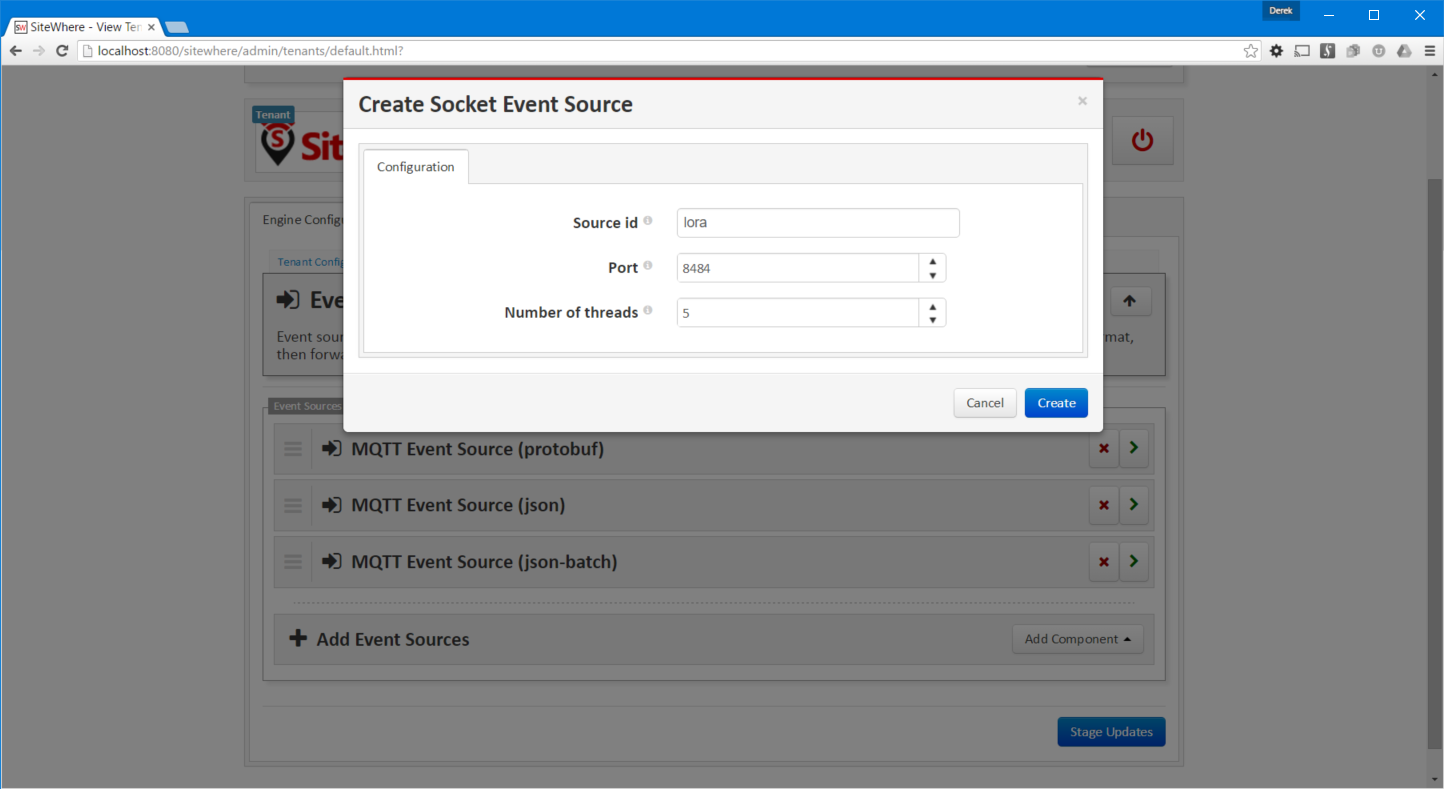 Derek
SW SiteWhere - View Ten
localhost:8080/sitewhere/admin/tenants/default.html?
Create Socket Event Source
Tenant
Sit
Configuration
Engine Config
Source id
lora
Tenant Config
Port
8484
Eve
Number of threads
5
Event sour
mat,
then forwa
Cancel
Create
Event Sources
MQTT Event Source (protobuf)
MQTT Event Source (json)
MQTT Event Source (json-batch)
Add Event Sources
Add Component
Stage Updates